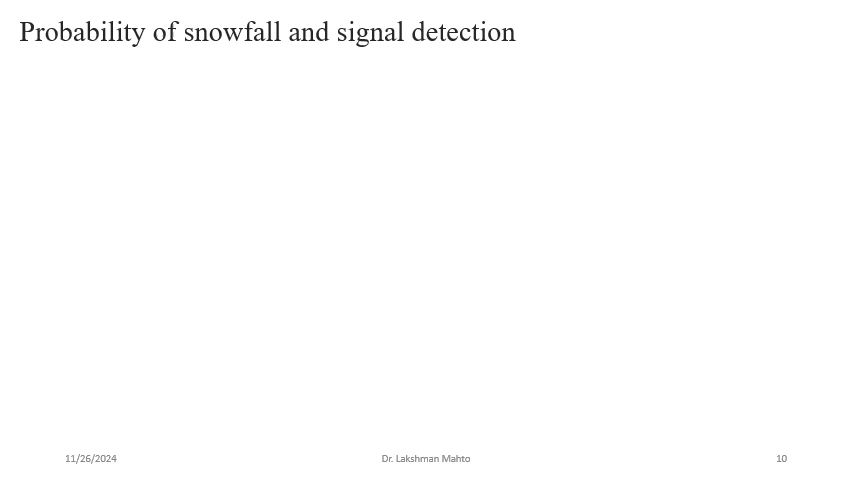 Probability of snowfall and signal detection
11/26/2024
Dr. Lakshman Mahto
10